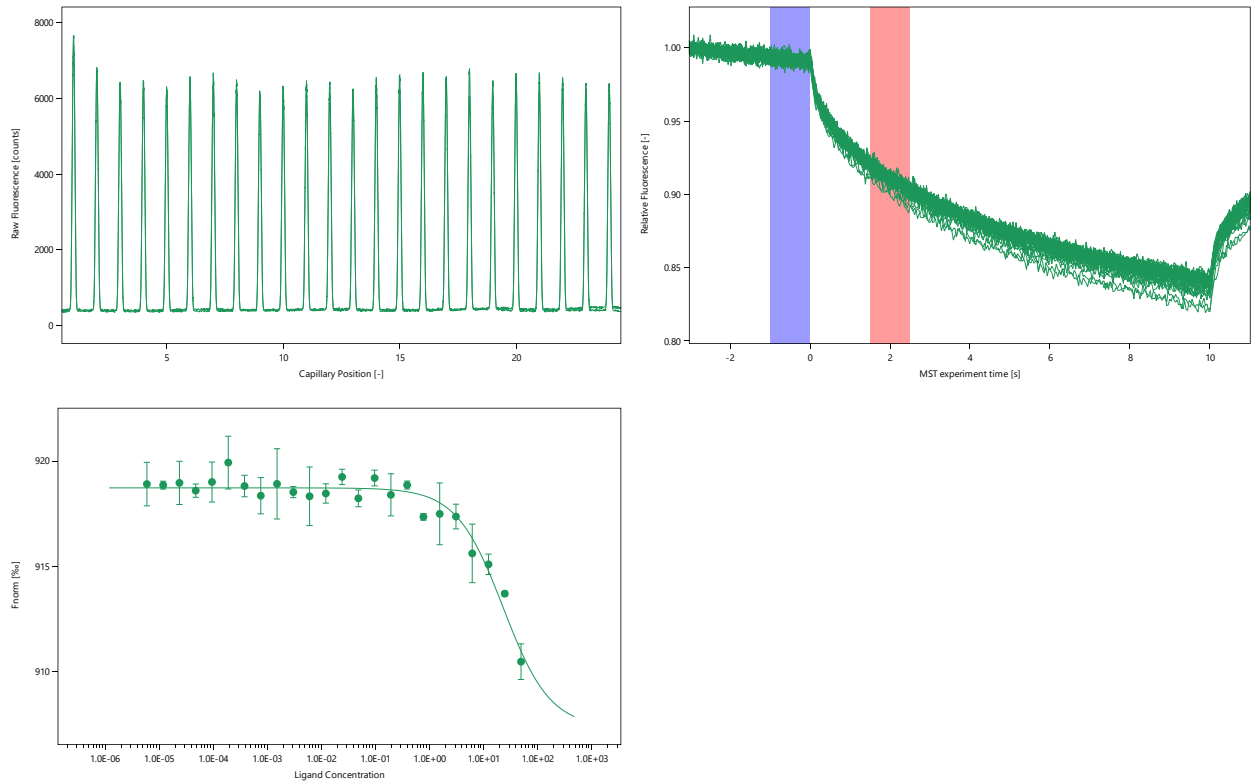 Raw Fluorescence [counts]
8000
6000
4000
2000
0
5
10
15
20
Capillary Position [-]
Relative Fluorescence [-]
1.00
0.95
0.90
0.85
0.80
-2
0
2
4
6
8
10
MST experiment time [s]
Fnorm [‰]
920
915
910
1.0E-06
1.0E-05
1.0E-04
1.0E-03
1.0E-02
1.0E-01
1.0E+00
1.0E+01
1.0E+02
1.0E+03
Ligand Concentration